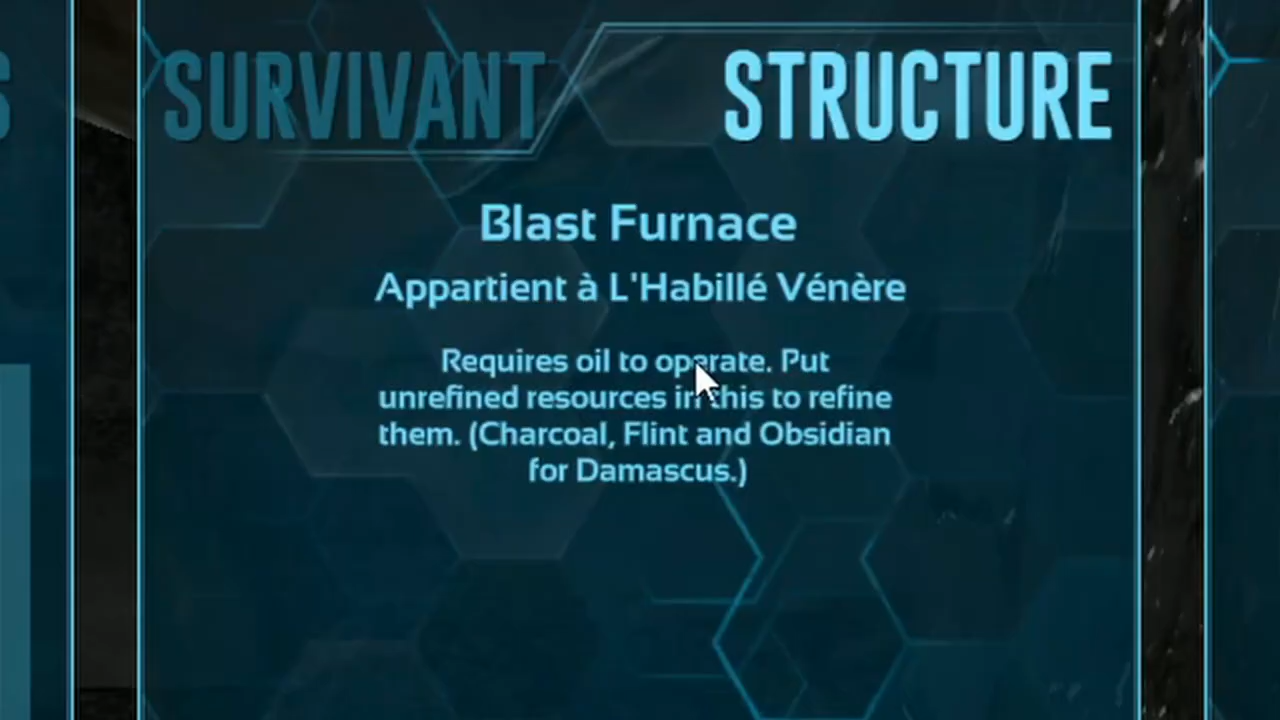 S
SURVIVANT STRUCTURE
Blast Furnace
Appartient à L'Habillé Vénère
Requires oil to operate. Put
unrefined resources in this to refine
them. (Charcoal, Flint and Obsidian
for Damascus.)